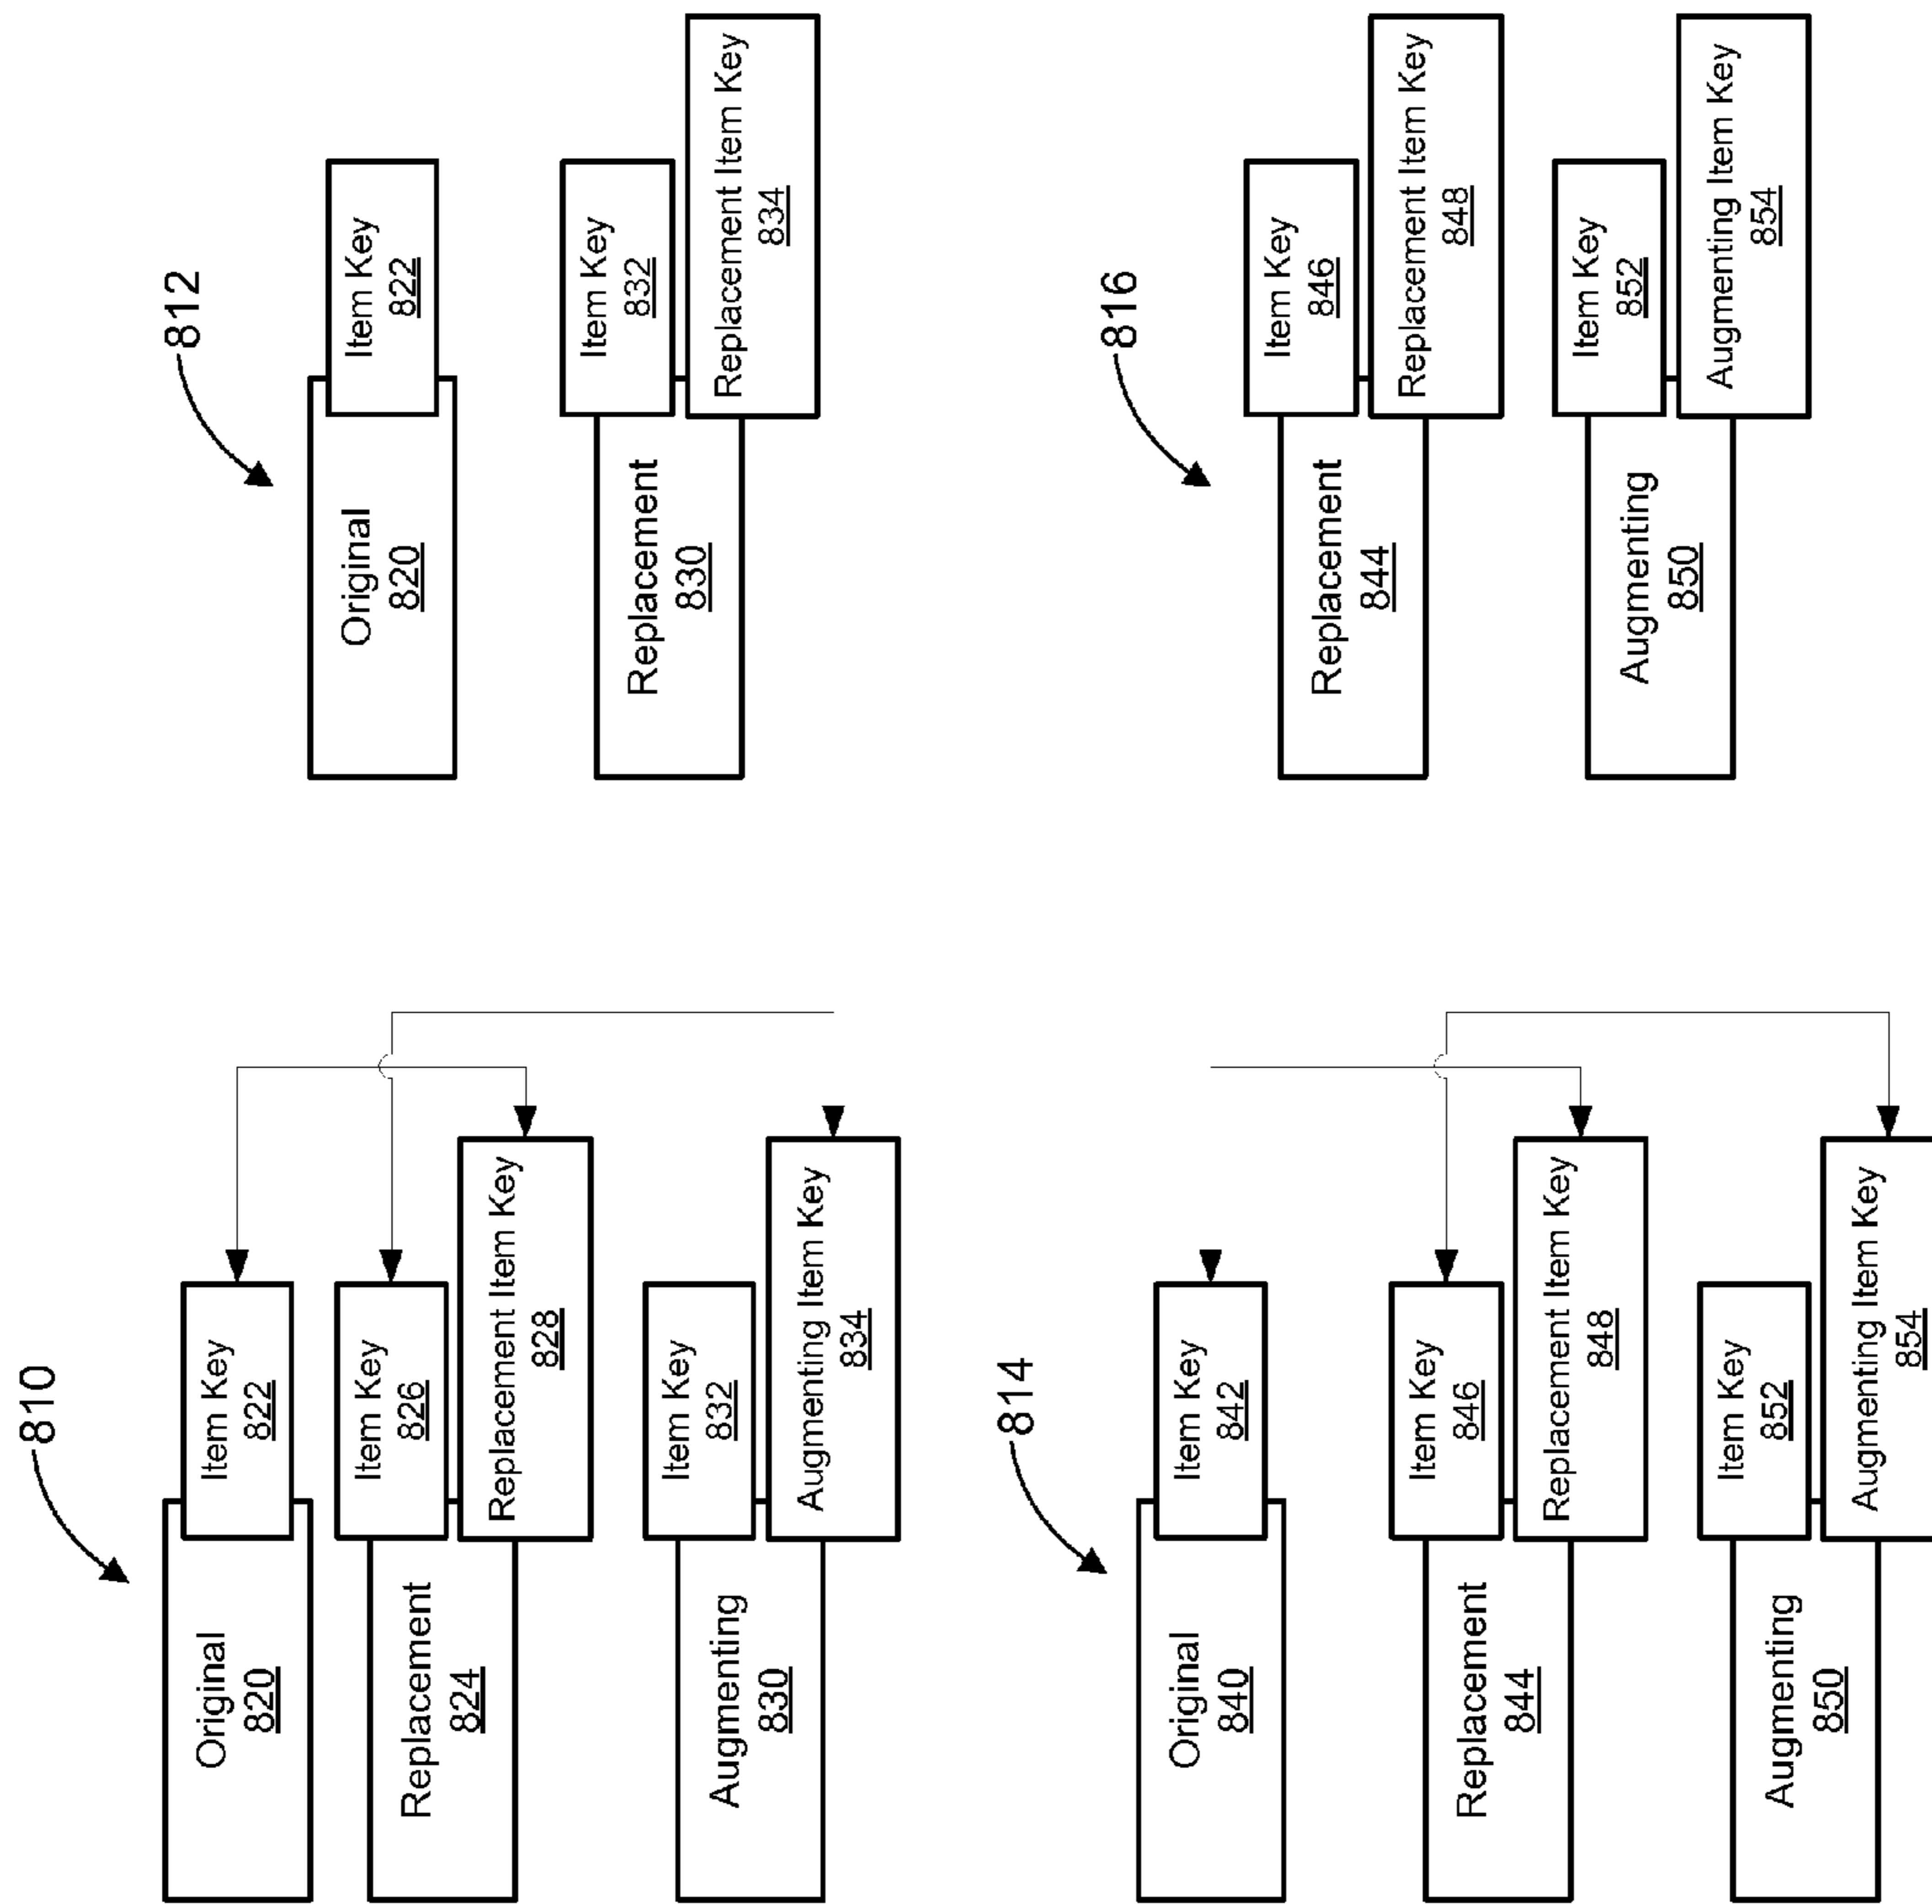 810
Original
820
Item Key
822
Replacement
824
Item Key
826
Replacement Item Key
828
Augmenting
830
Item Key
832
Augmenting Item Key
834
814
Original
840
Item Key
842
Replacement
844
Item Key
846
Replacement Item Key
848
Augmenting
850
Item Key
852
Augmenting Item Key
854
812
Original
820
Item Key
822
Replacement
830
Item Key
832
Replacement Item Key
834
816
Replacement
844
Item Key
846
Replacement Item Key
848
Augmenting
850
Item Key
852
Augmenting Item Key
854